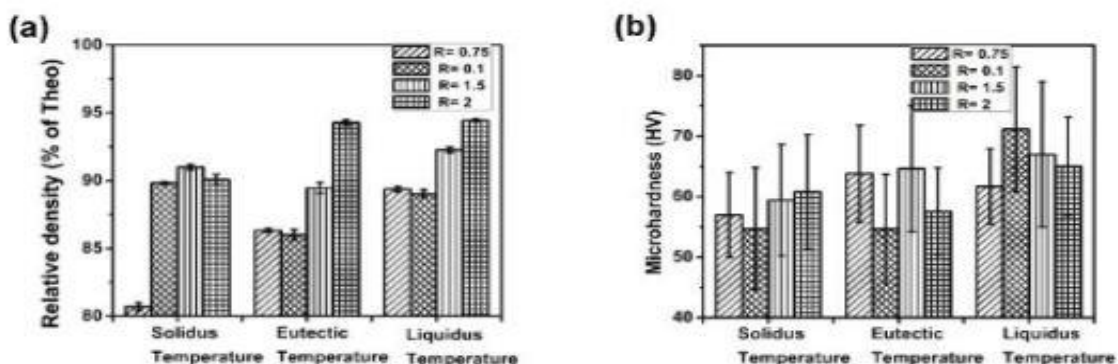 (a)
Relative density (% of Theo)
100
95
90
85
80
R= 0.75
R= 0.1
R= 1.5
R= 2
Solidus Eutectic Liquidus
Temperature Temperature Temperature
(b)
Microhardness (HV)
80
70
60
50
40
R= 0.75
R= 0.1
R= 1.5
R= 2
Solidus Eutectic Liquidus
Temperature Temperature Temperature